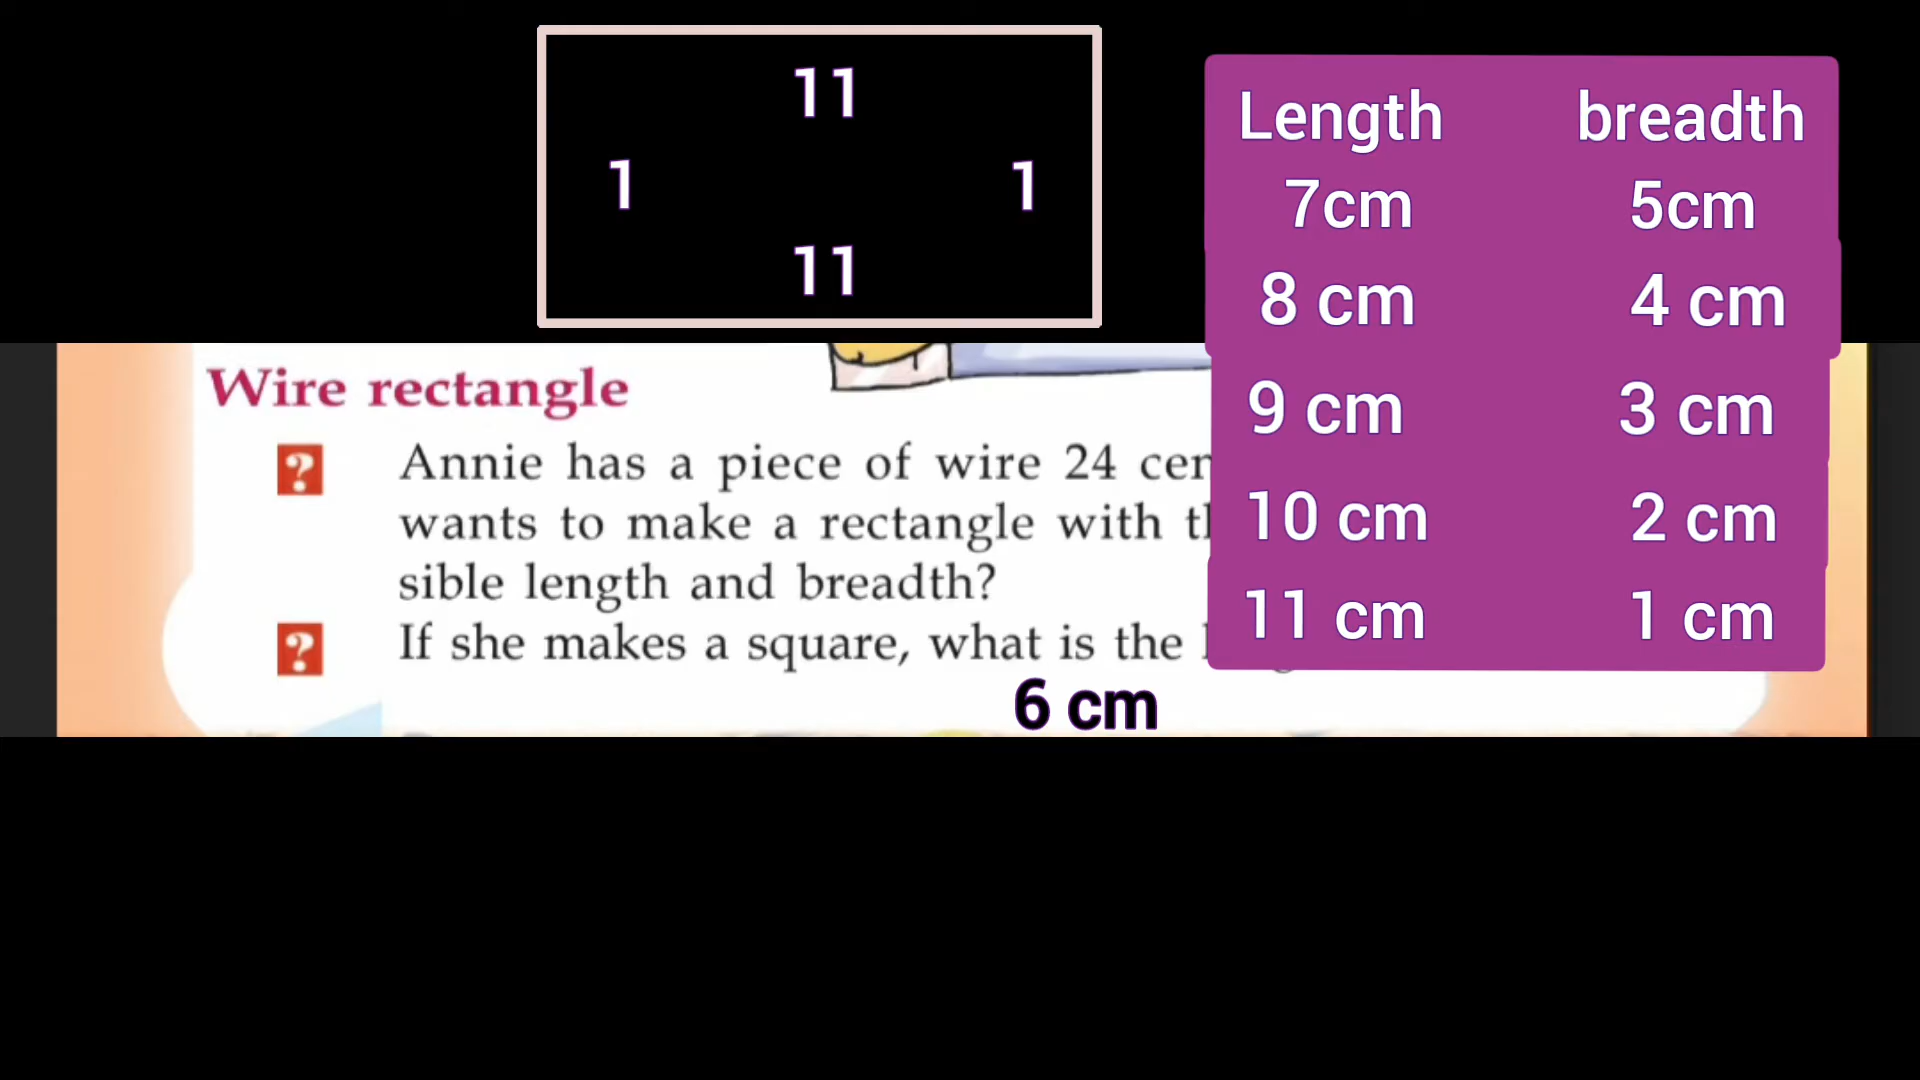 11
1 1
11
Length breadth
7cm 5cm
8 cm 4 cm
9 cm 3 cm
10 cm 2 cm
11 cm 1 cm
Wire rectangle
? Annie has a piece of wire 24
wants to make a rectangle with
sible length and breadth?
? If she makes a square, what is the
6 cm